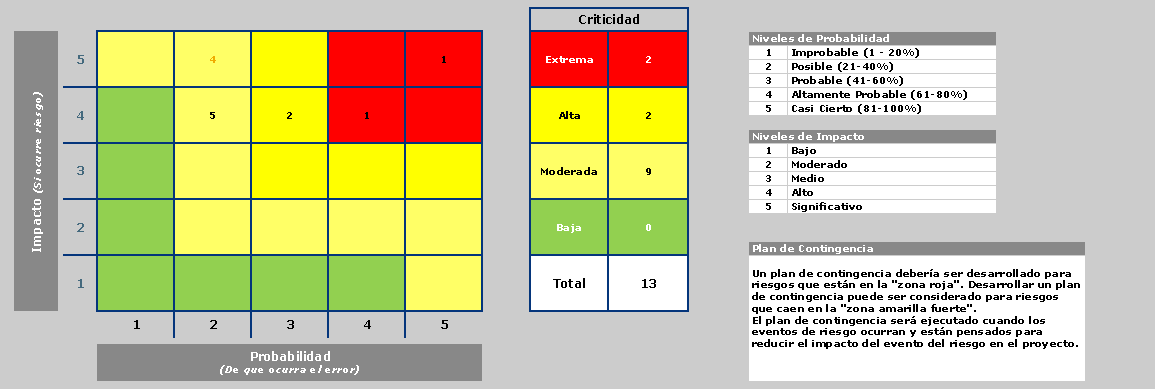 Criticidad
Impacto (Si ocurre riesgo)
5 4 1
4 5 2 1
3
2
1
1 2 3 4 5
Probabilidad
(De que ocurra el error)
Extrema 2
Alta 2
Moderada 9
Baja 0
Total 13
Niveles de Probabilidad
1 Improbable (1 - 20%)
2 Posible (21-40%)
3 Probable (41-60%)
4 Altamente Probable (61-80%)
5 Casi Cierto (81-100%)
Niveles de Impacto
1 Bajo
2 Moderado
3 Medio
4 Alto
5 Significativo
Plan de Contingencia
Un plan de contingencia debería ser desarrollado para
riesgos que están en la "zona roja". Desarrollar un plan
de contingencia puede ser considerado para riesgos
que caen en la "zona amarilla fuerte".
El plan de contingencia será ejecutado cuando los
eventos de riesgo ocurran y están pensados para
reducir el impacto del evento del riesgo en el proyecto.